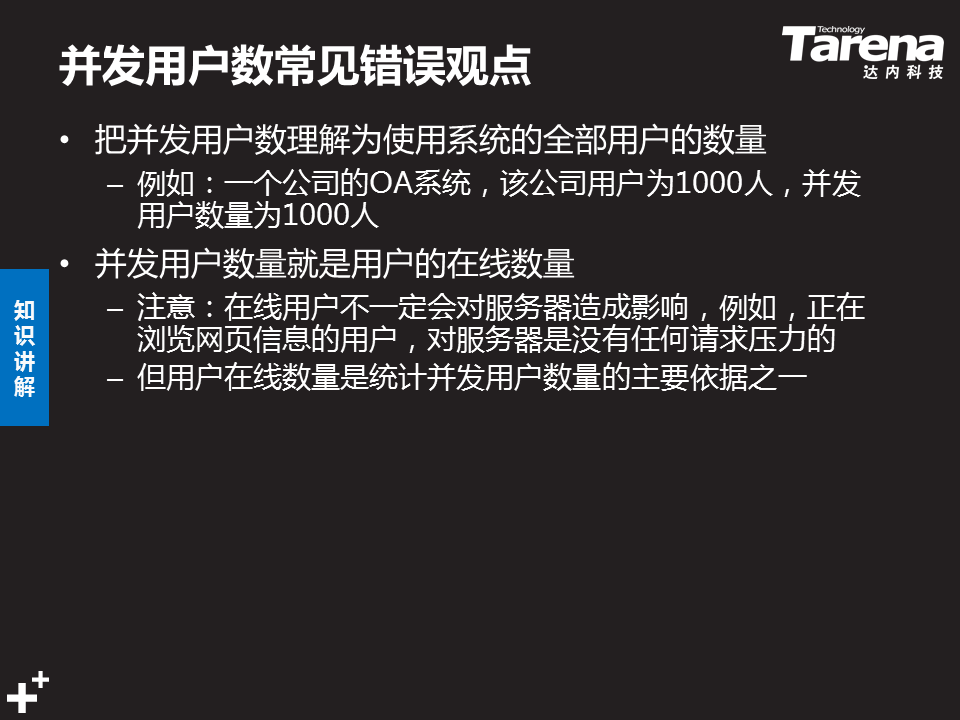 并发用户数常见错误观点
Technology
Tarena
达内科技
• 把并发用户数理解为使用系统的全部用户的数量
– 例如：一个公司的OA系统，该公司用户为1000人，并发
用户数量为1000人
• 并发用户数量就是用户的在线数量
– 注意：在线用户不一定会对服务器造成影响，例如，正在
浏览网页信息的用户，对服务器是没有任何请求压力的
– 但用户在线数量是统计并发用户数量的主要依据之一
知
识
讲
解